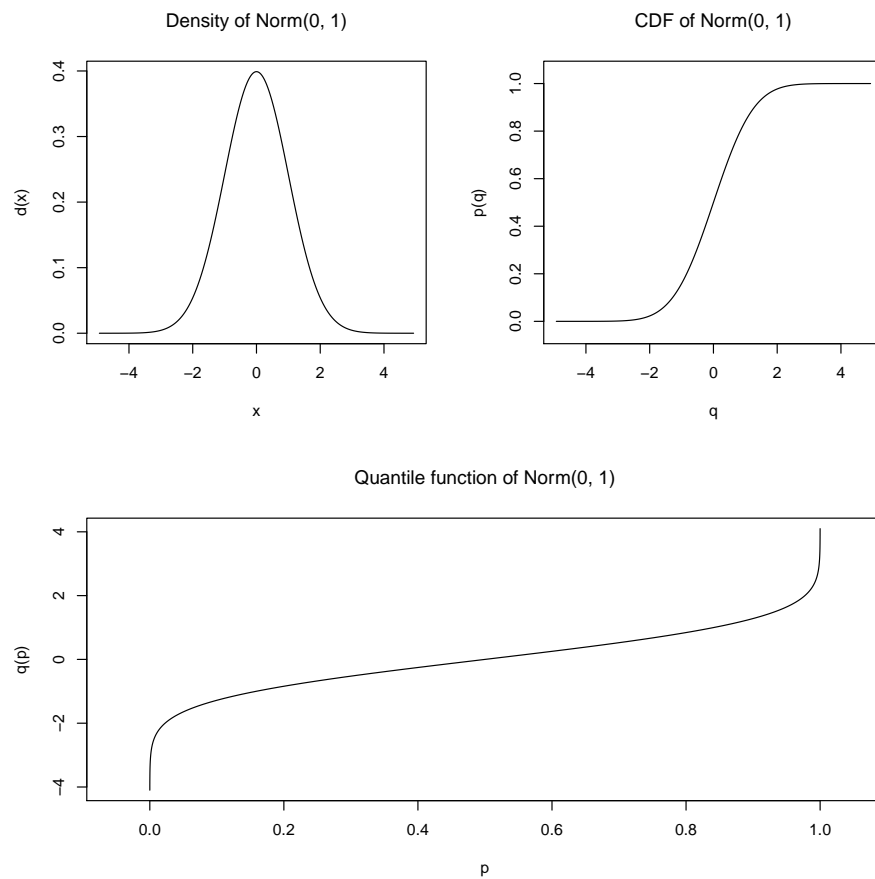 Density of Norm(0, 1)
d(x)
0.0 0.1 0.2 0.3 0.4
−4 −2 0 2 4
x
CDF of Norm(0, 1)
p(q)
0.0 0.2 0.4 0.6 0.8 1.0
−4 −2 0 2 4
q
Quantile function of Norm(0, 1)
q(p)
−4 −2 0 2 4
0.0 0.2 0.4 0.6 0.8 1.0
p